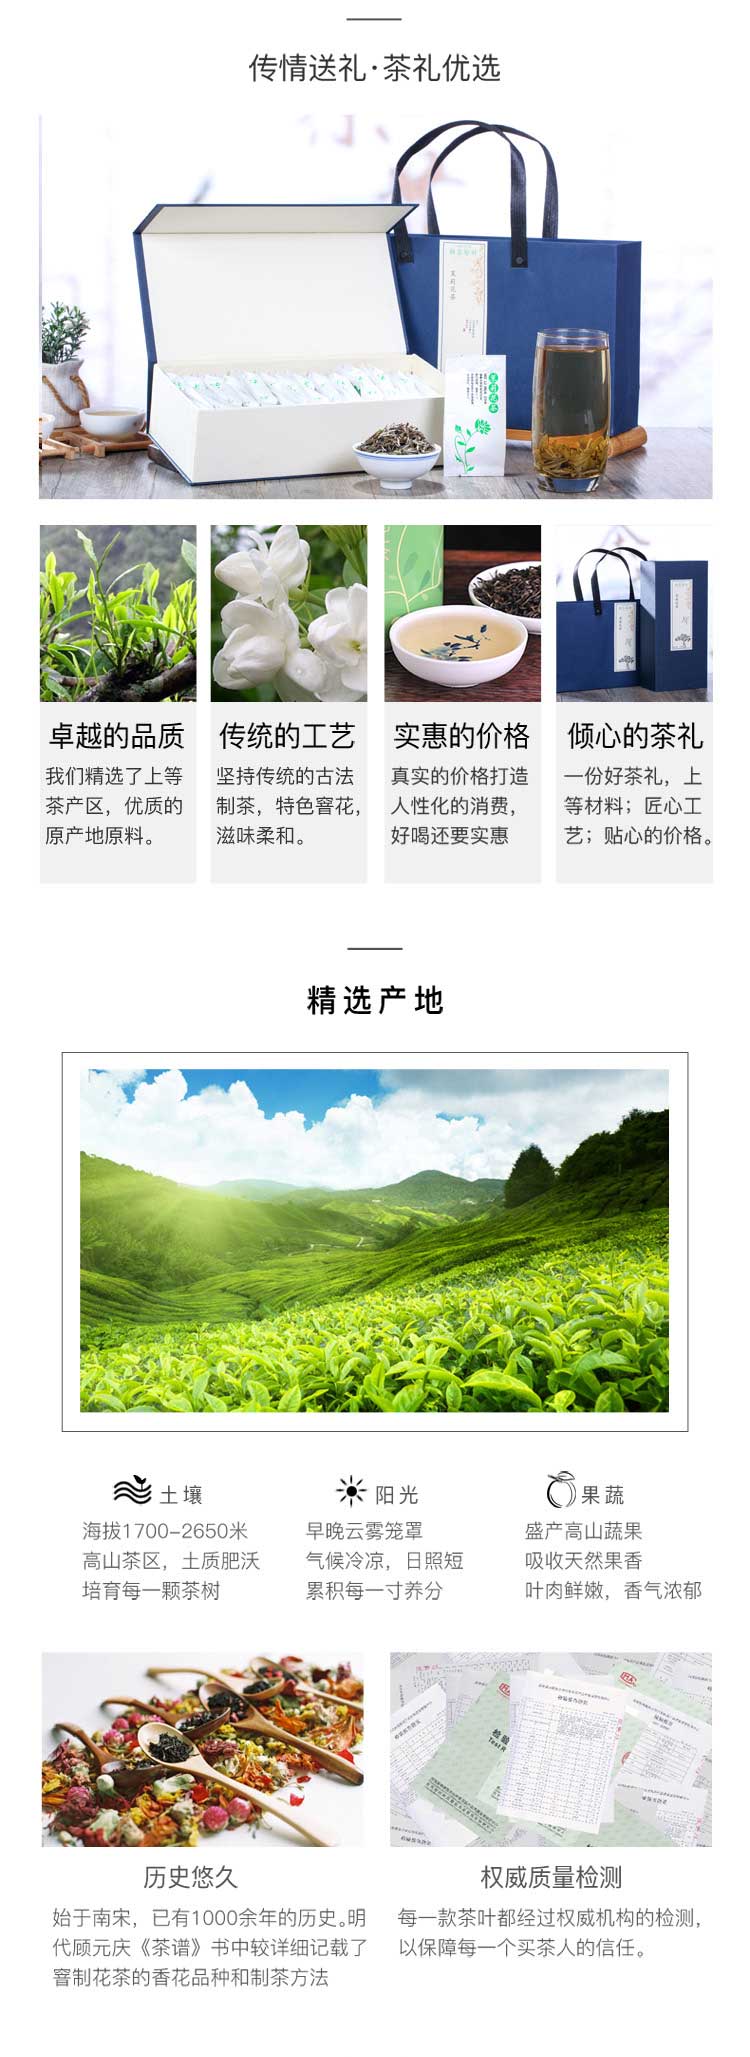 传情送礼·茶礼优选
茉莉花茶
茉莉花茶
卓越的品质
我们精选了上等
茶产区，优质的
原产地原料。
传统的工艺
坚持传统的古法
制茶，特色窨花，
滋味柔和。
实惠的价格
真实的价格打造
人性化的消费，
好喝还要实惠
倾心的茶礼
一份好茶礼，上
等材料；匠心工
艺；贴心的价格。
精选产地
土壤
海拔1700-2650米
高山茶区，土质肥沃
培育每一颗茶树
阳光
早晚云雾笼罩
气候冷凉，日照短
累积每一寸养分
果蔬
盛产高山蔬果
吸收天然果香
叶肉鲜嫩，香气浓郁
检验报告
Test R
历史悠久
始于南宋，已有1000余年的历史。明
代顾元庆《茶谱》书中较详细记载了
窨制花茶的香花品种和制茶方法
权威质量检测
每一款茶叶都经过权威机构的检测，
以保障每一个买茶人的信任。